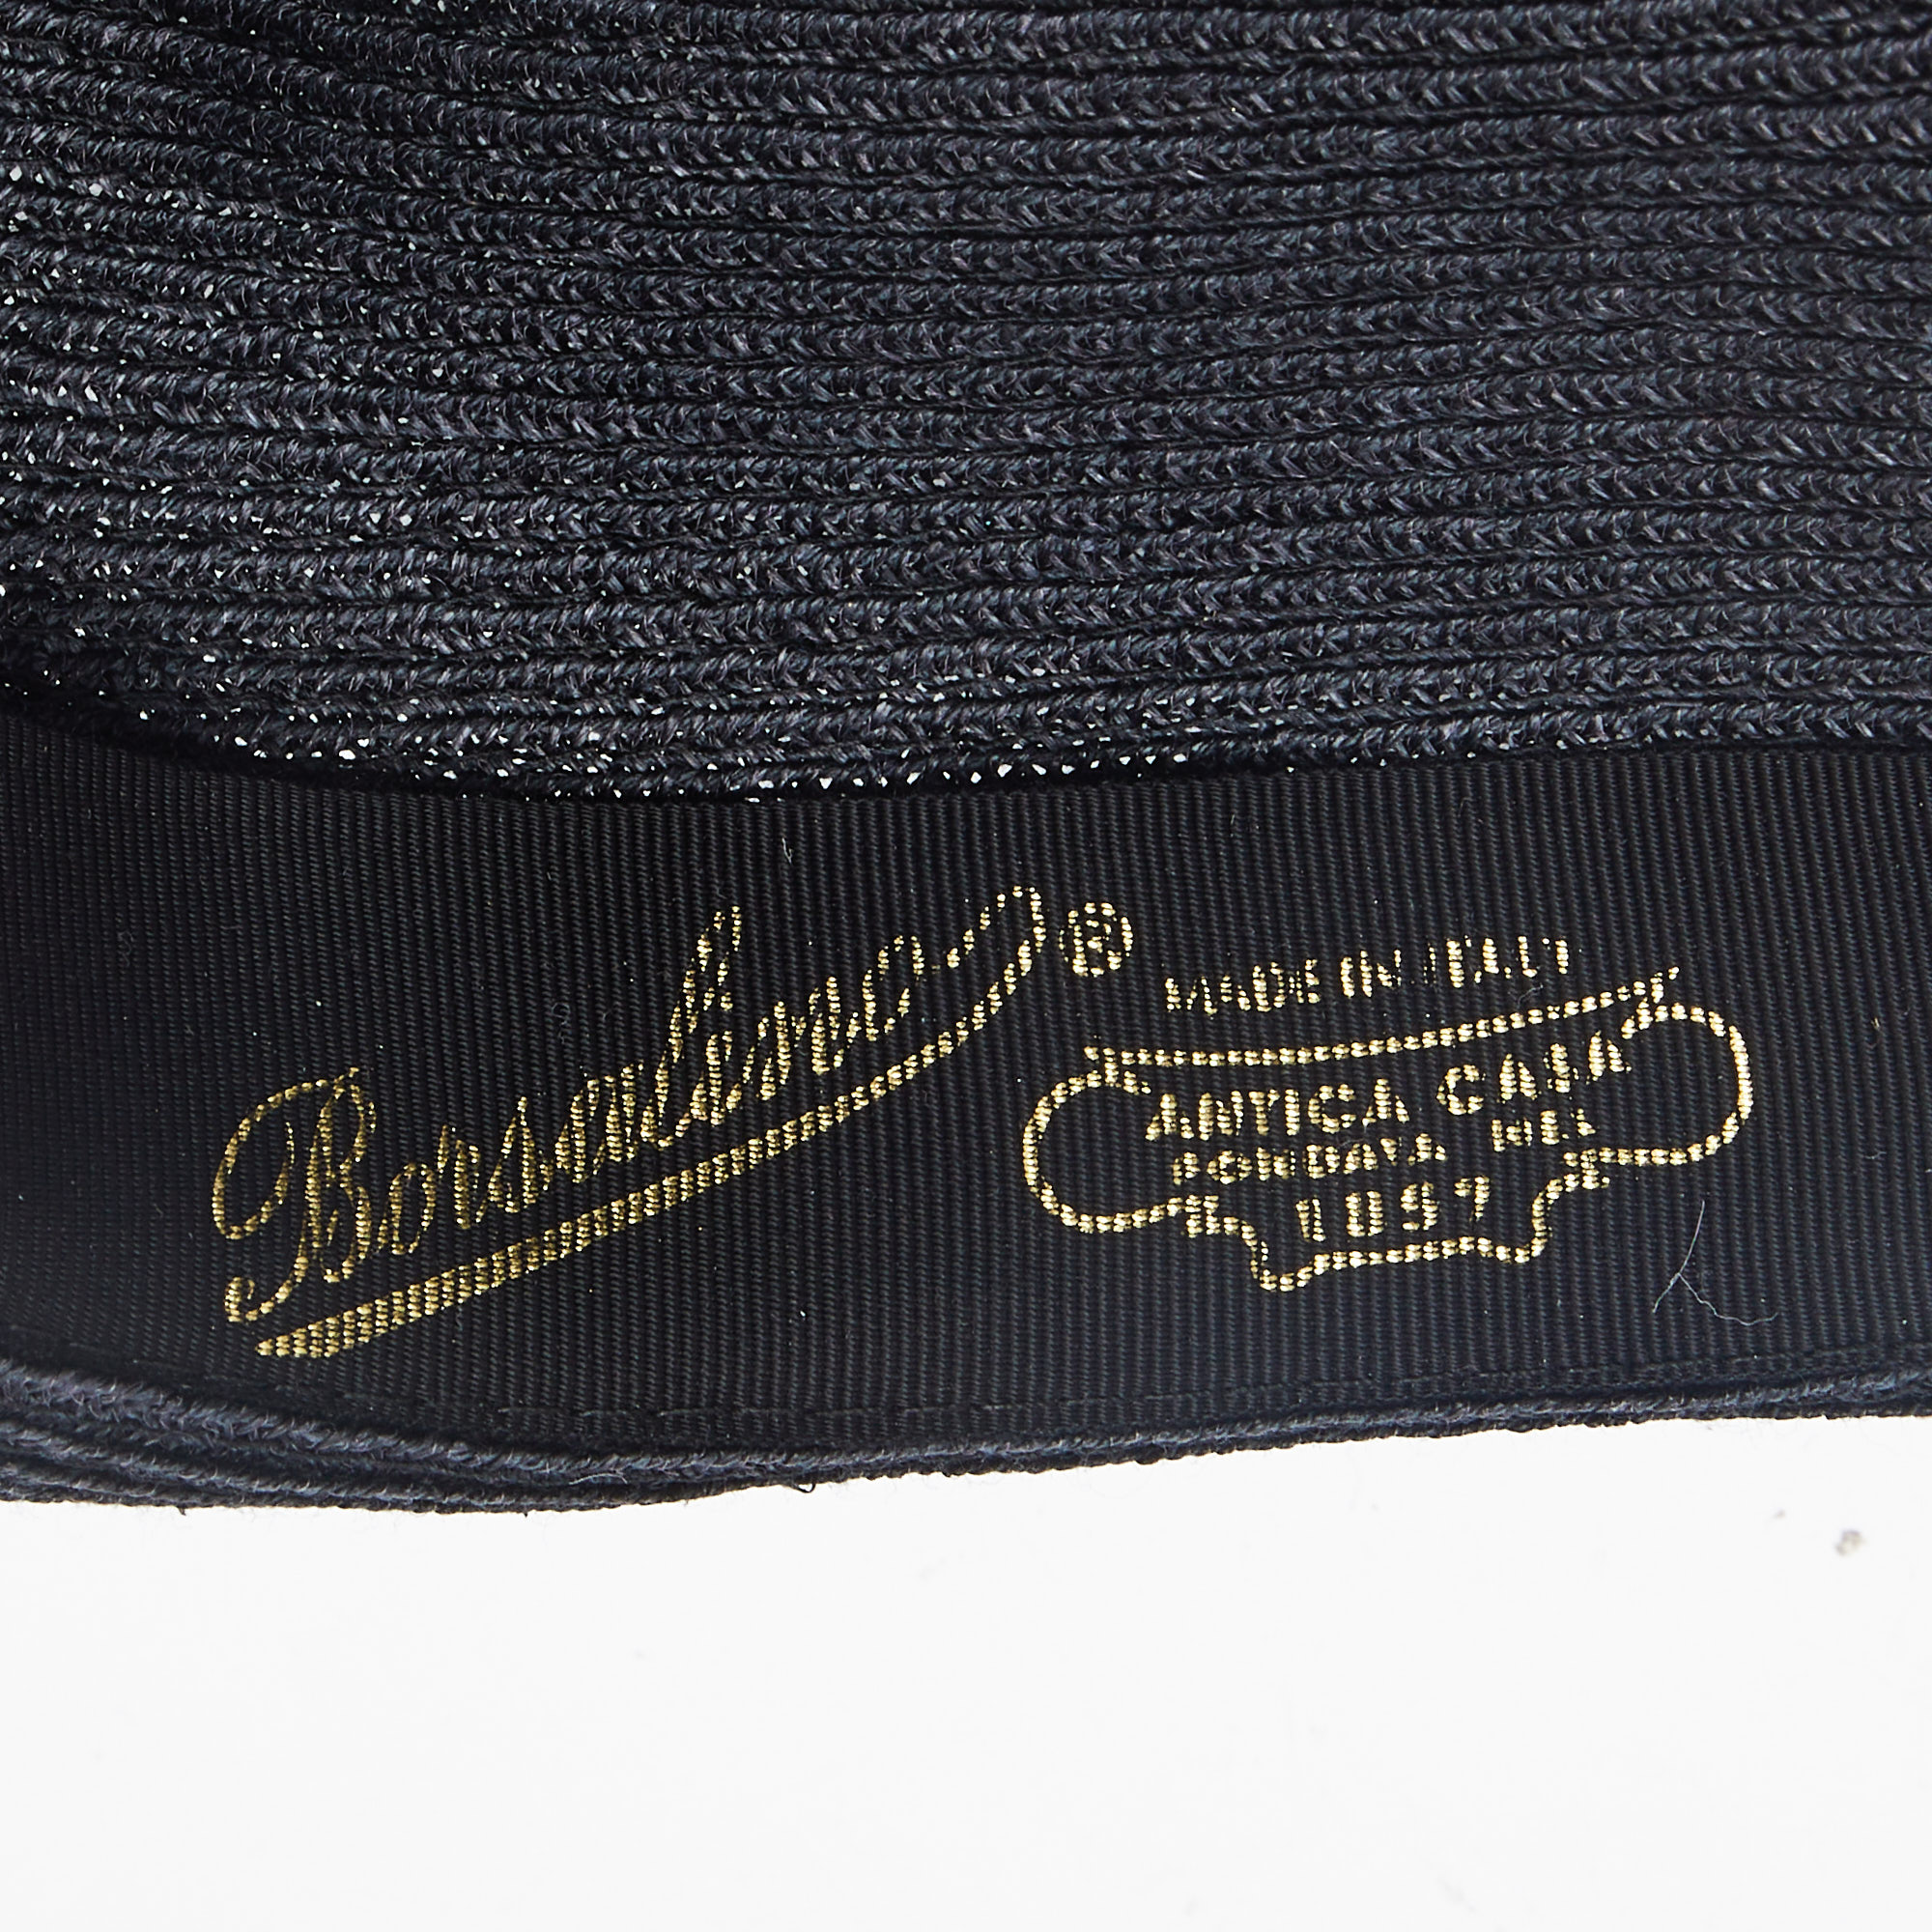 Borsalino®
MADE IN ITALY
ANTICA CASA
FONDATA NEL
1857